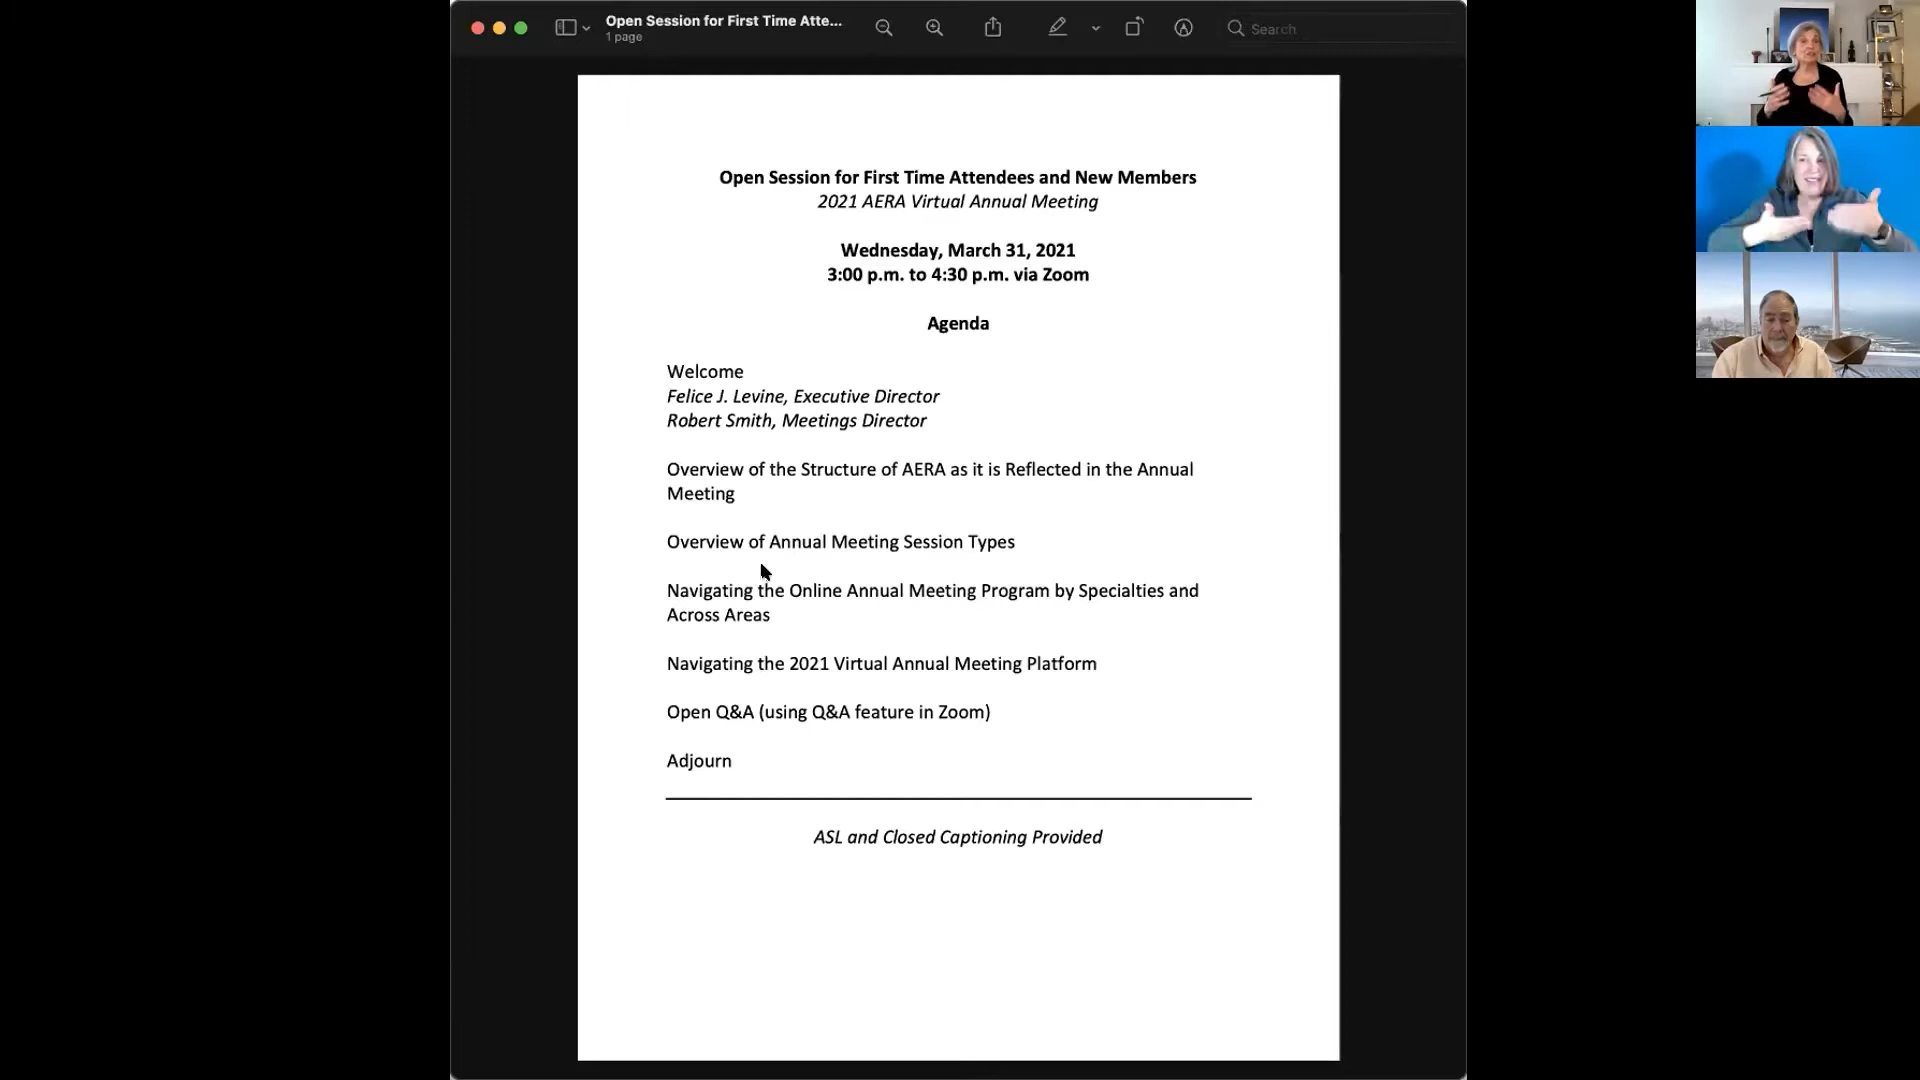 Open Session for First Time Atte...
1 page
Search
Open Session for First Time Attendees and New Members
2021 AERA Virtual Annual Meeting
Wednesday, March 31, 2021
3:00 p.m. to 4:30 p.m. via Zoom
Agenda
Welcome
Felice J. Levine, Executive Director
Robert Smith, Meetings Director
Overview of the Structure of AERA as it is Reflected in the Annual
Meeting
Overview of Annual Meeting Session Types
Navigating the Online Annual Meeting Program by Specialties and
Across Areas
Navigating the 2021 Virtual Annual Meeting Platform
Open Q&A (using Q&A feature in Zoom)
Adjourn
ASL and Closed Captioning Provided